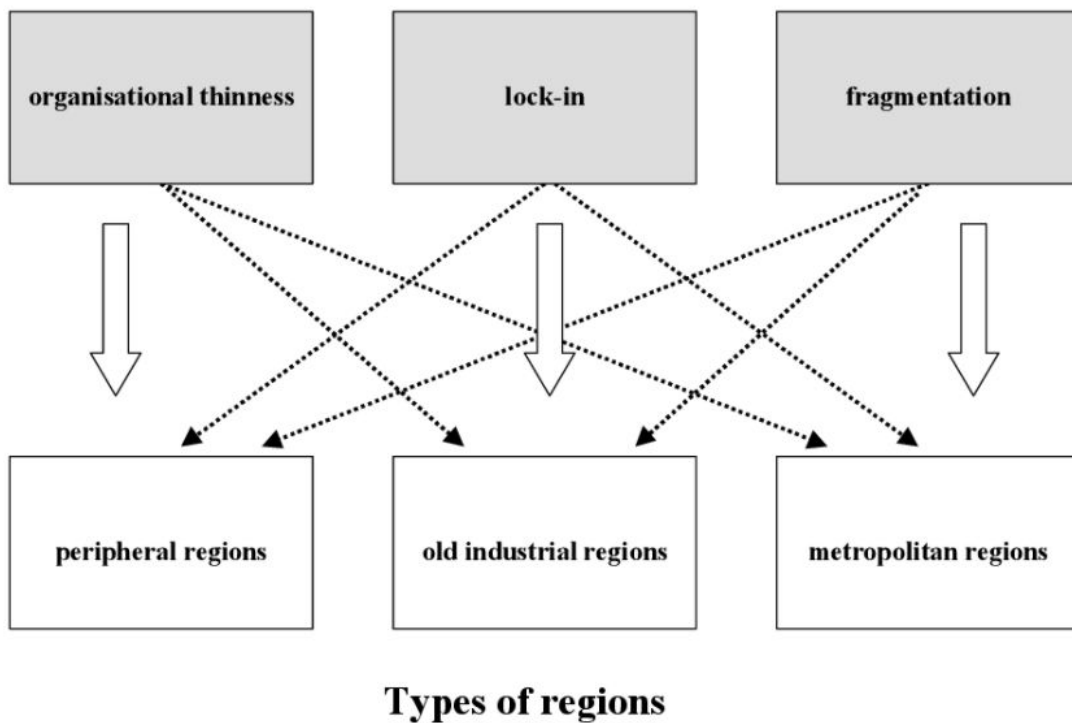 organisational thinness
lock-in
fragmentation
peripheral regions
old industrial regions
metropolitan regions
Types of regions